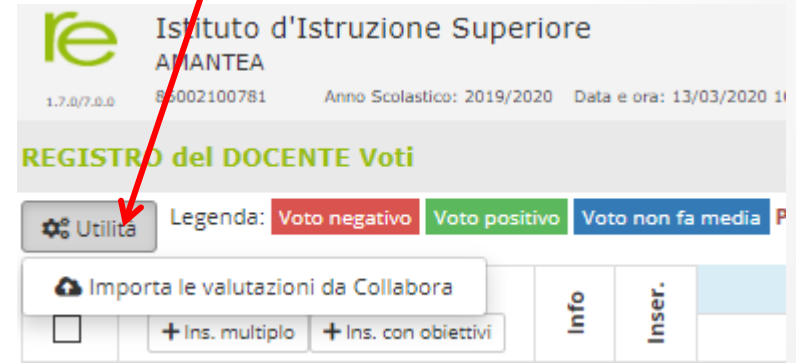 re
Istituto d'Istruzione Superiore
AMANTEA
1.7.0/7.0.0
86002100781 Anno Scolastico: 2019/2020 Data e ora: 13/03/2020
REGISTRO del DOCENTE Voti
Utilità Legenda: Voto negativo Voto positivo Voto non fa media
Importa le valutazioni da Collabora
Info
Inser.
+ Ins. multiplo + Ins. con obiettivi